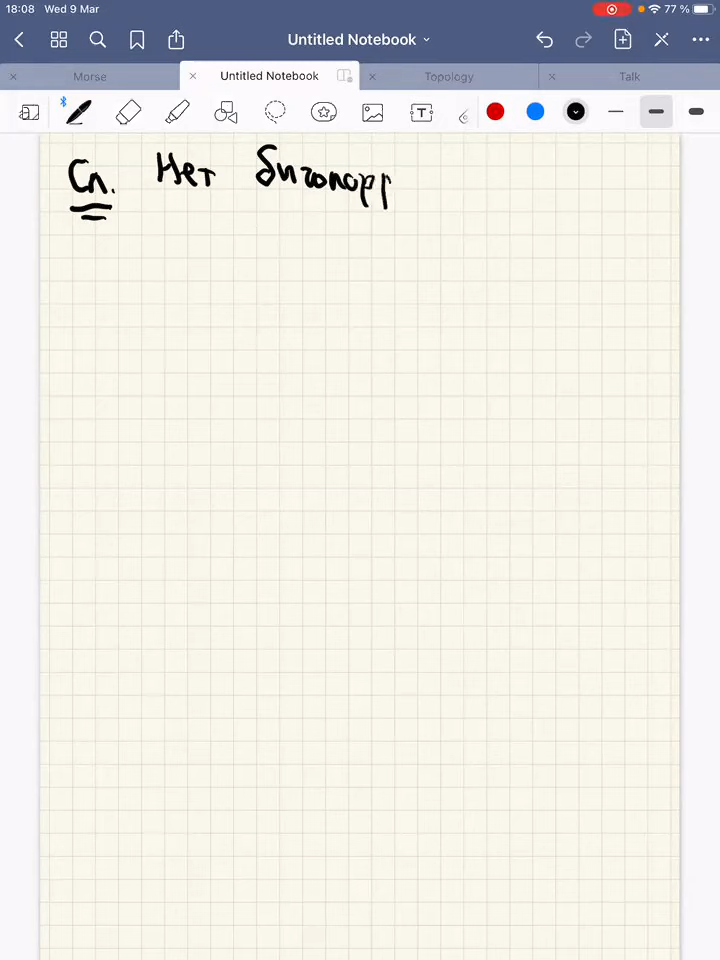 18:08 Wed 9 Mar 77 %
Untitled Notebook
Morse Untitled Notebook Topology Talk
T
Сл. Нет